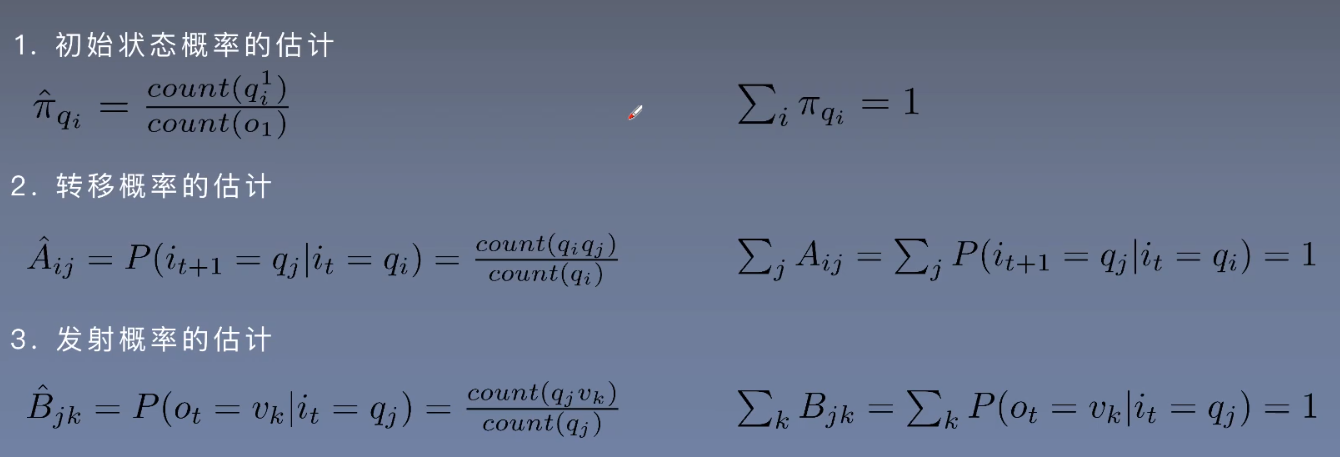 1. 初始状态概率的估计
$\hat{\pi}_{q_i} = \frac{count(q_i^1)}{count(o_1)}$ $\sum_i \pi_{q_i} = 1$
2. 转移概率的估计
$\hat{A}_{ij} = P(i_{t+1} = q_j | i_t = q_i) = \frac{count(q_i q_j)}{count(q_i)}$ $\sum_j A_{ij} = \sum_j P(i_{t+1} = q_j | i_t = q_i) = 1$
3. 发射概率的估计
$\hat{B}_{jk} = P(o_t = v_k | i_t = q_j) = \frac{count(q_j v_k)}{count(q_j)}$ $\sum_k B_{jk} = \sum_k P(o_t = v_k | i_t = q_j) = 1$